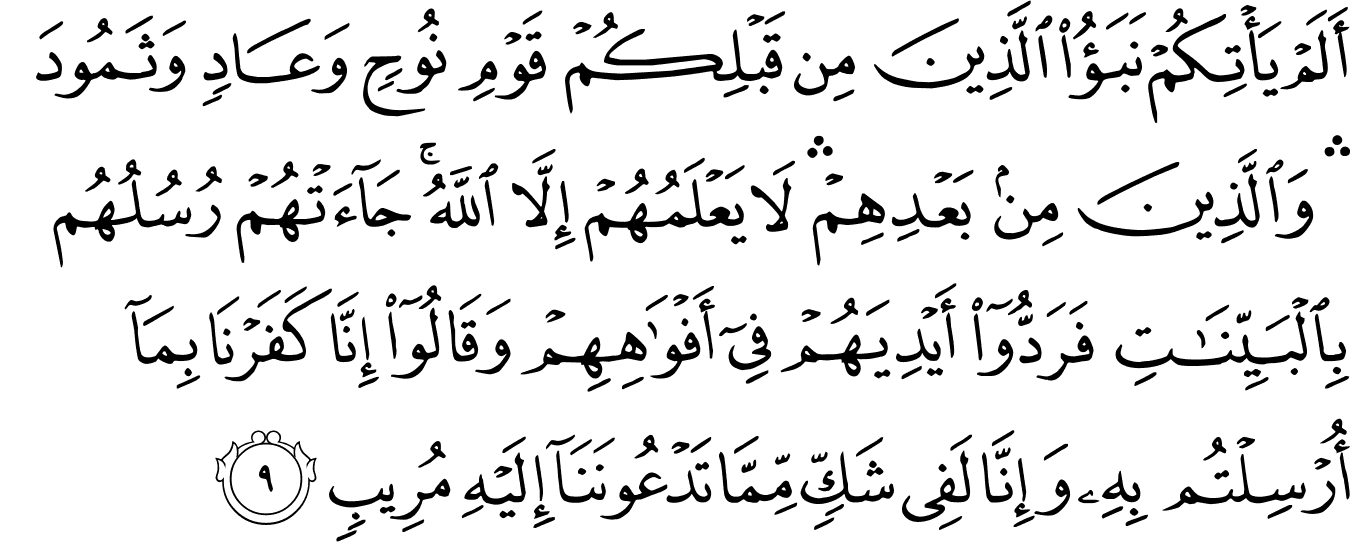 أَلَمۡ يَأۡتِكُمۡ نَبَؤُاْ ٱلَّذِينَ مِن قَبۡلِكُمۡ قَوۡمِ نُوحٖ وَعَادٖ وَثَمُودَ
ۛ وَٱلَّذِينَ مِنۢ بَعۡدِهِمۡ ۛ لَا يَعۡلَمُهُمۡ إِلَّا ٱللَّهُۚ جَآءَتۡهُمۡ رُسُلُهُم
بِٱلۡبَيِّنَٰتِ فَرَدُّوٓاْ أَيۡدِيَهُمۡ فِيٓ أَفۡوَٰهِهِمۡ وَقَالُوٓاْ إِنَّا كَفَرۡنَا بِمَآ
أُرۡسِلۡتُم بِهِۦ وَإِنَّا لَفِي شَكّٖ مِّمَّا تَدۡعُونَنَآ إِلَيۡهِ مُرِيبٖ ٩